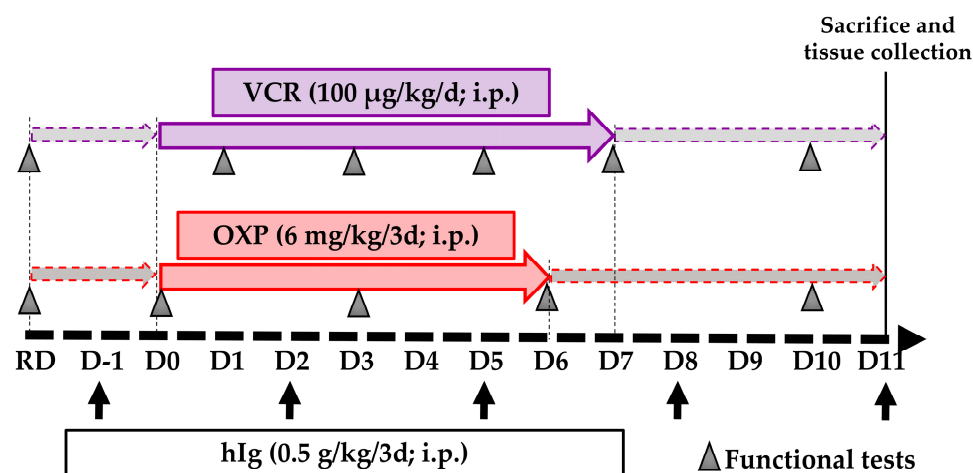 Sacrifice and
tissue collection
VCR (100 µg/kg/d; i.p.)
OXP (6 mg/kg/3d; i.p.)
RD D-1 D0 D1 D2 D3 D4 D5 D6 D7 D8 D9 D10 D11
hIg (0.5 g/kg/3d; i.p.)
Functional tests